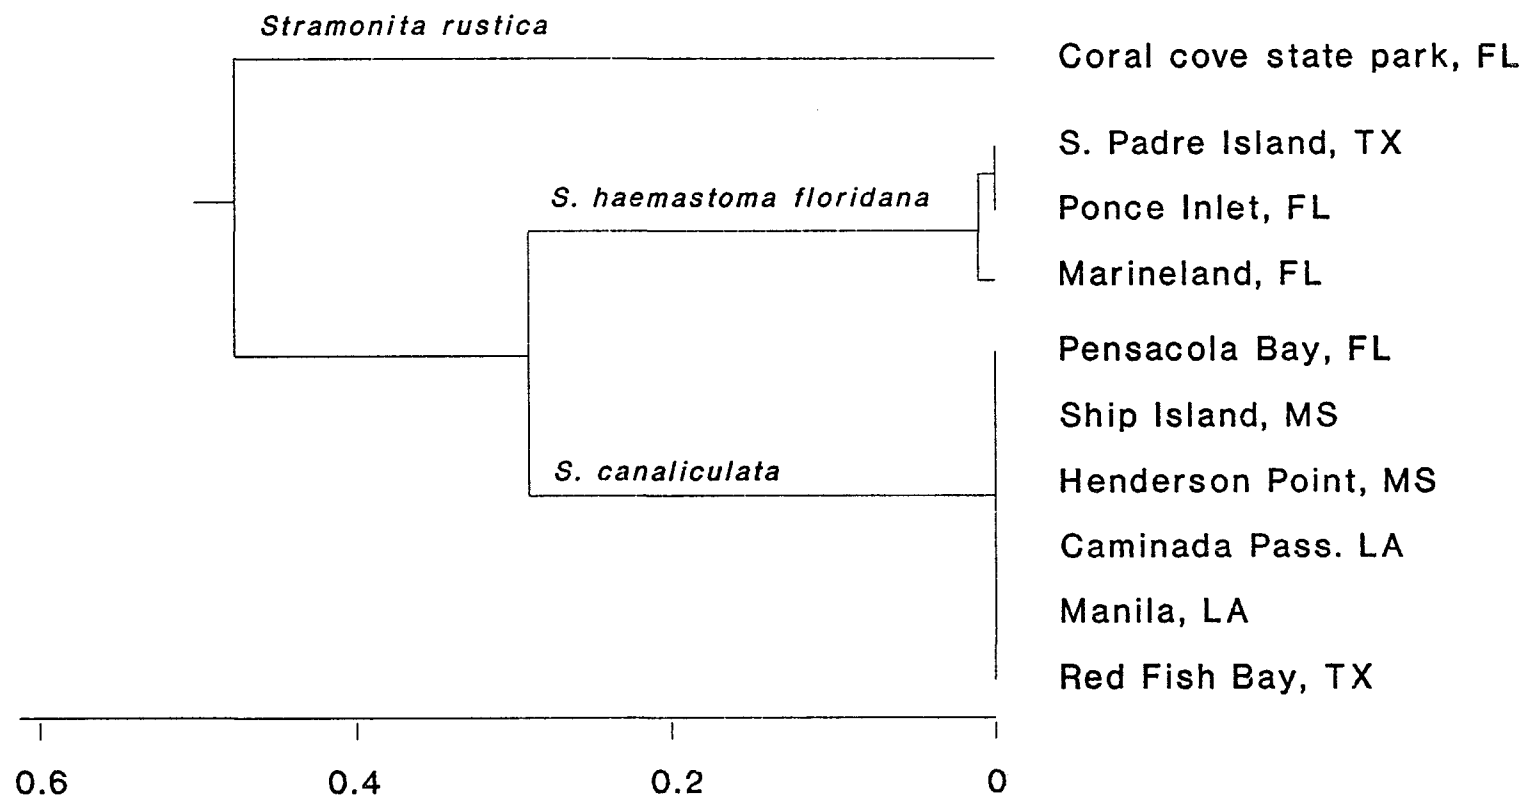 Stramonita rustica
Coral cove state park, FL
S. Padre Island, TX
S. haemastoma floridana
Ponce Inlet, FL
Marineland, FL
Pensacola Bay, FL
Ship Island, MS
S. canaliculata
Henderson Point, MS
Caminada Pass. LA
Manila, LA
Red Fish Bay, TX
0.6 0.4 0.2 0